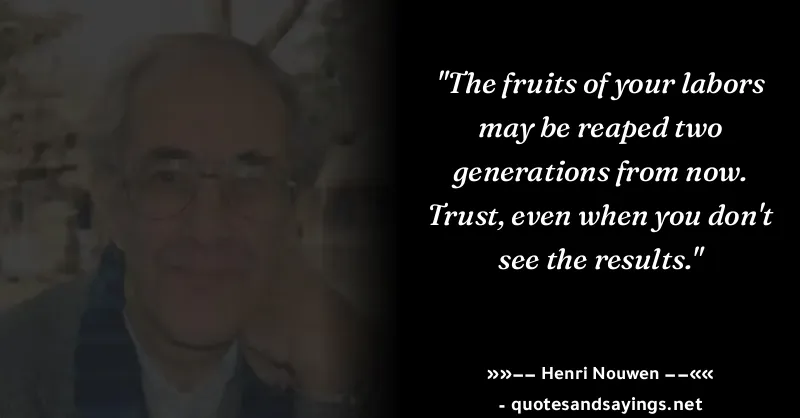 "The fruits of your labors
may be reaped two
generations from now.
Trust, even when you don't
see the results."
»»−− Henri Nouwen −−««
- quotesandsayings.net